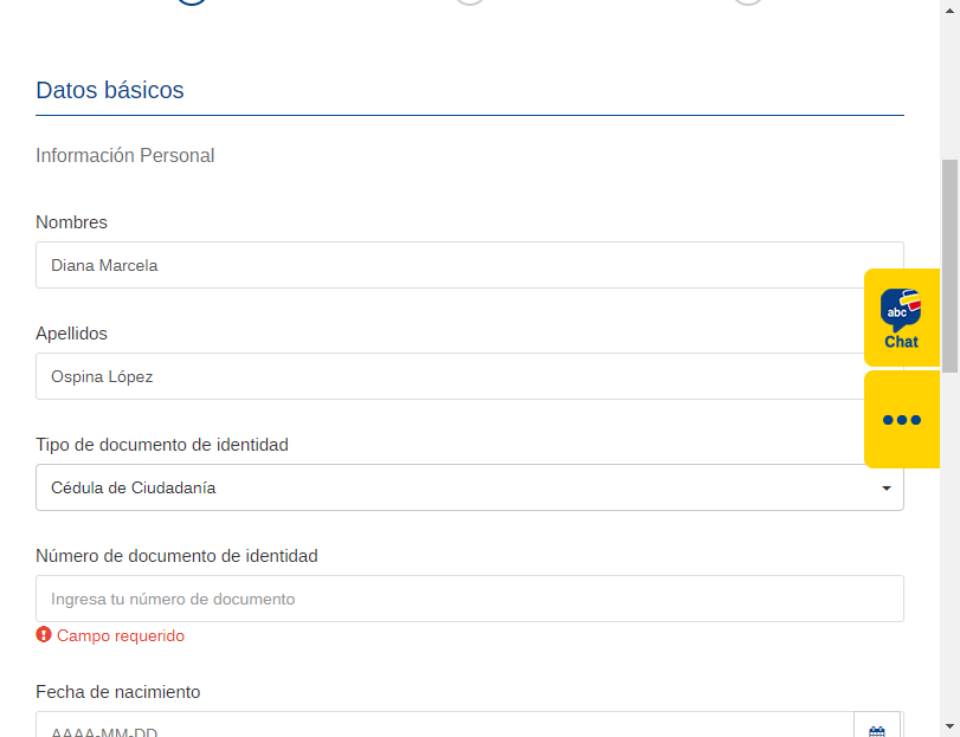 Datos básicos
Información Personal
Nombres
Diana Marcela
Apellidos
Ospina López
abc
Chat
Tipo de documento de identidad
Cédula de Ciudadanía
Número de documento de identidad
Ingresa tu número de documento
Campo requerido
Fecha de nacimiento
AAAA-MM-DD